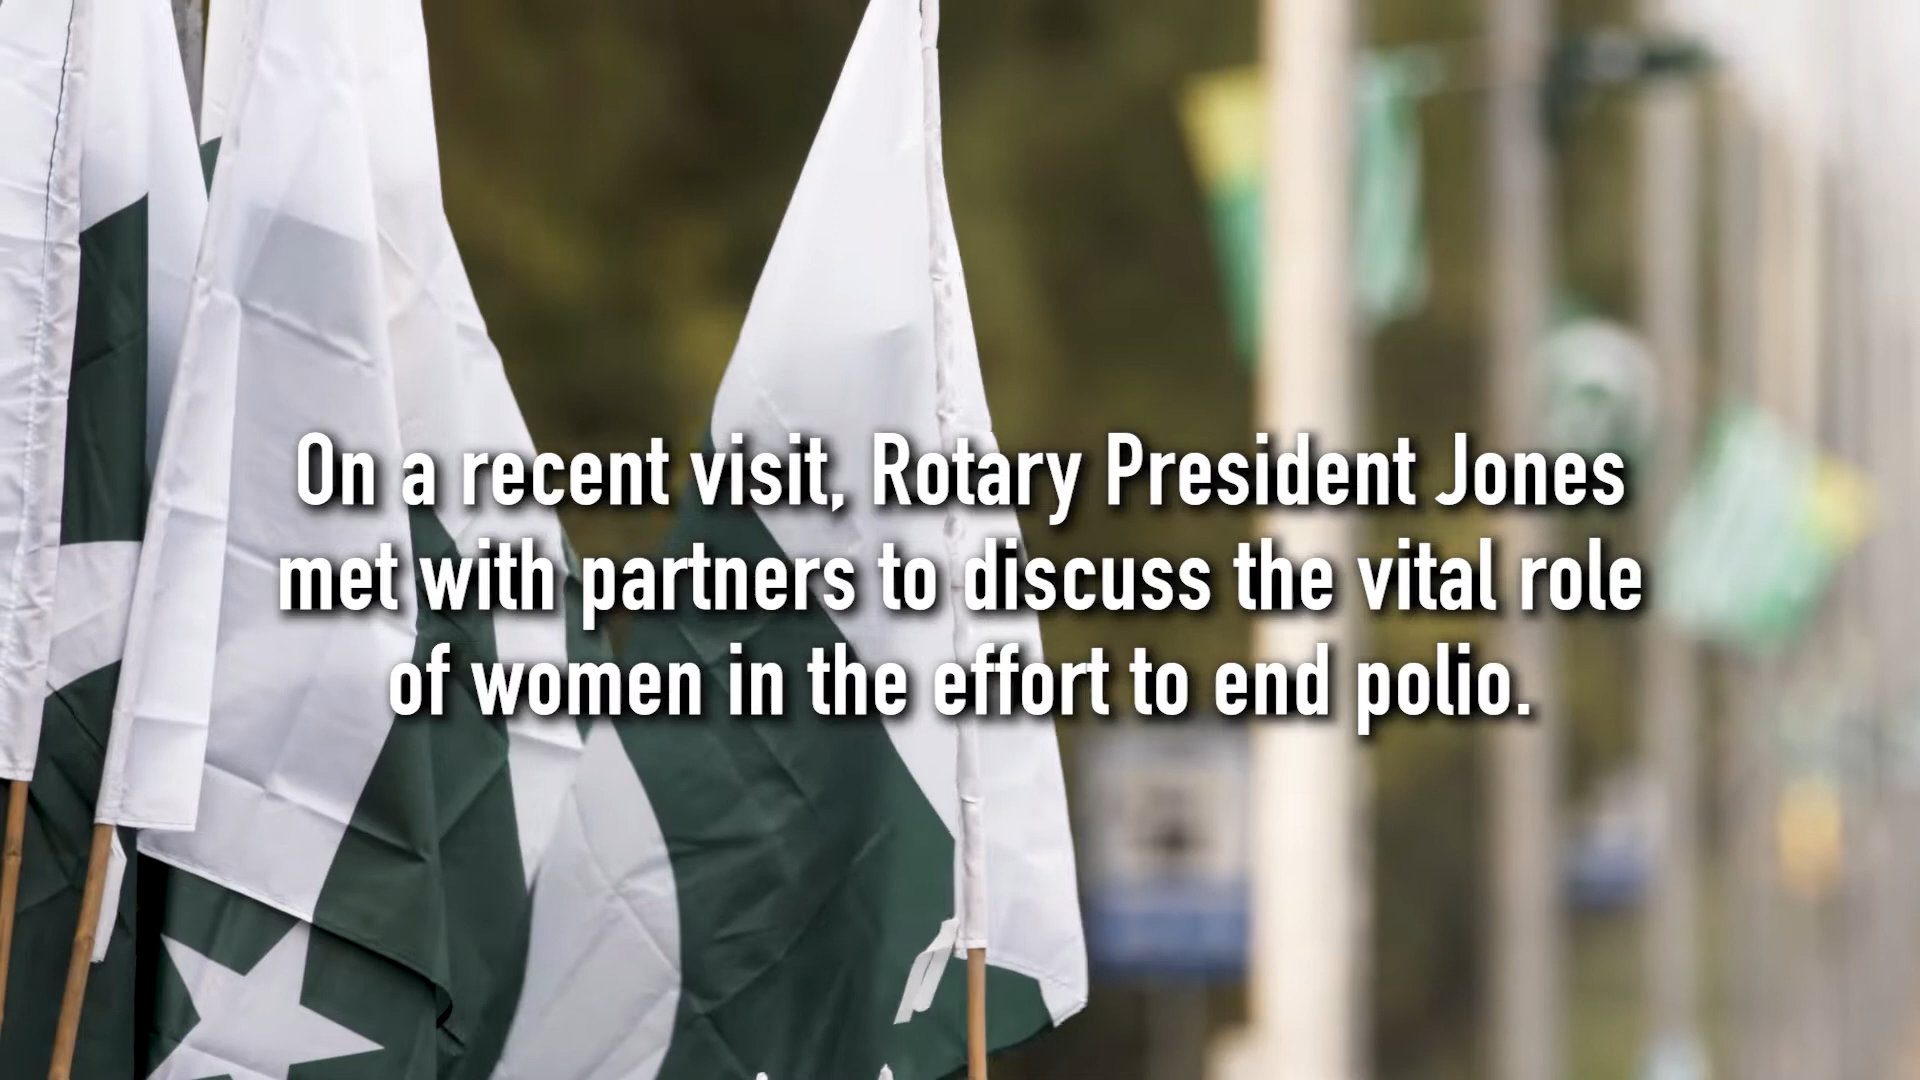 On a recent visit, Rotary President Jones
met with partners to discuss the vital role
of women in the effort to end polio.